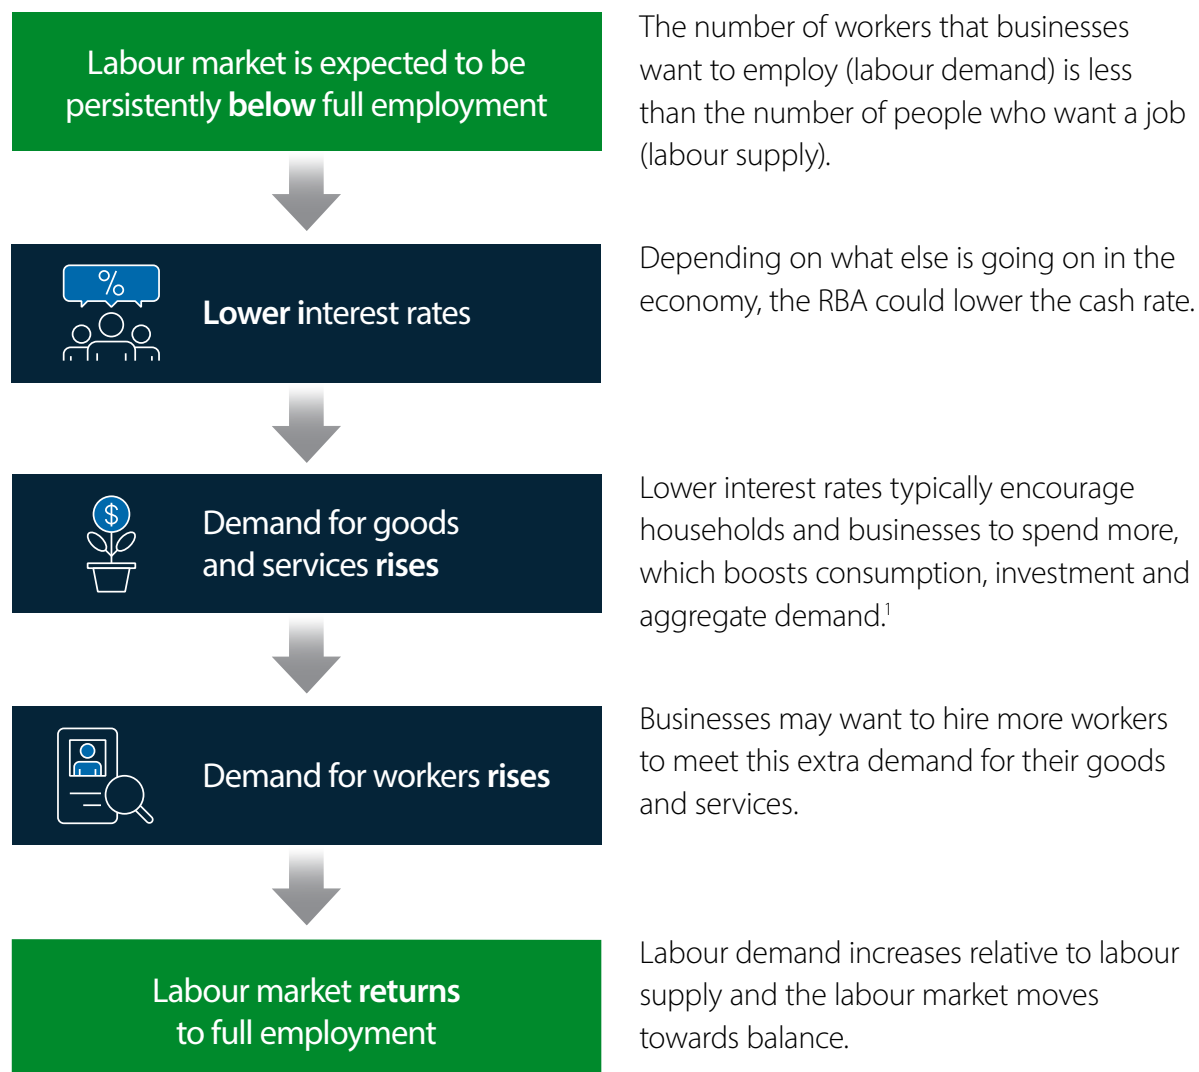 Labour market is expected to be
persistently below full employment
The number of workers that businesses
want to employ (labour demand) is less
than the number of people who want a job
(labour supply).
%
Lower interest rates
Depending on what else is going on in the
economy, the RBA could lower the cash rate.
$
Demand for goods
and services rises
Lower interest rates typically encourage
households and businesses to spend more,
which boosts consumption, investment and
aggregate demand.¹
Demand for workers rises
Businesses may want to hire more workers
to meet this extra demand for their goods
and services.
Labour market returns
to full employment
Labour demand increases relative to labour
supply and the labour market moves
towards balance.